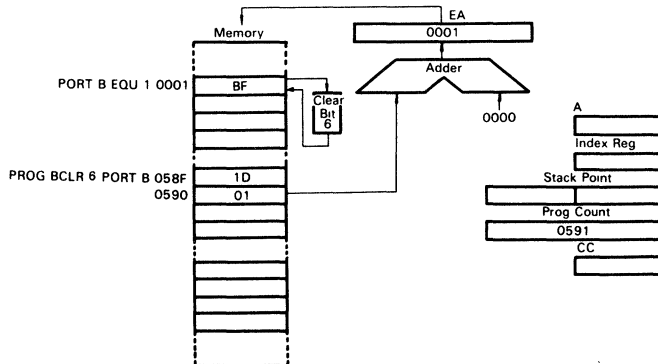 EA
Memory
0001
Adder
PORT B EQU 1 0001
BF
Clear
Bit
6
0000
A
Index Reg
PROG BCLR 6 PORT B 058F
1D
Stack Point
0590
01
Prog Count
0591
CC